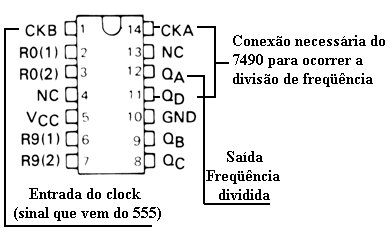 CKB 1 14 CKA
R0(1) 2 13 NC
R0(2) 3 12 QA
NC 4 11 QD
VCC 5 10 GND
R9(1) 6 9 QB
R9(2) 7 8 QC
Conexão necessária do
7490 para ocorrer a
divisão de freqüência
Saída
Freqüência
dividida
Entrada do clock
(sinal que vem do 555)